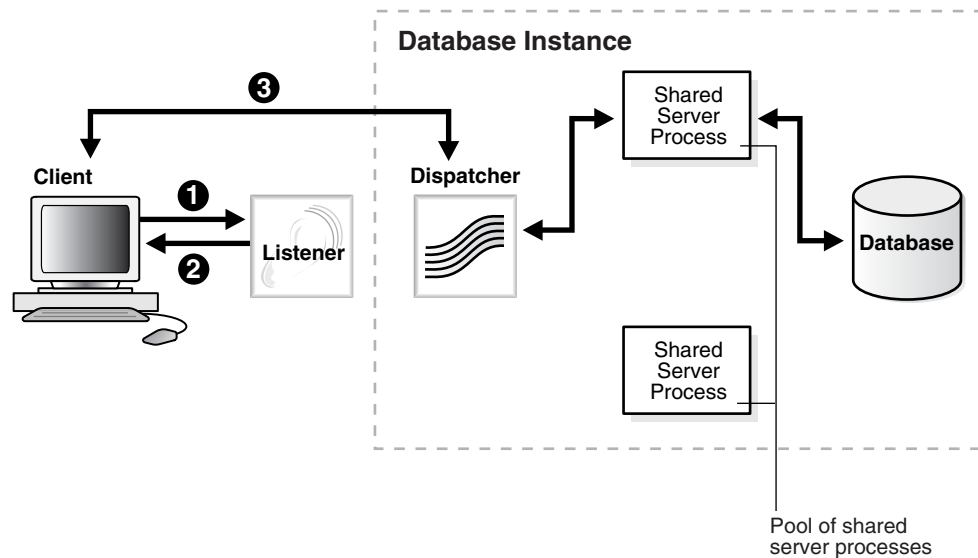 Database Instance
3
Shared
Server
Process
Client
Dispatcher
1
Listener
2
Database
Shared
Server
Process
Pool of shared
server processes